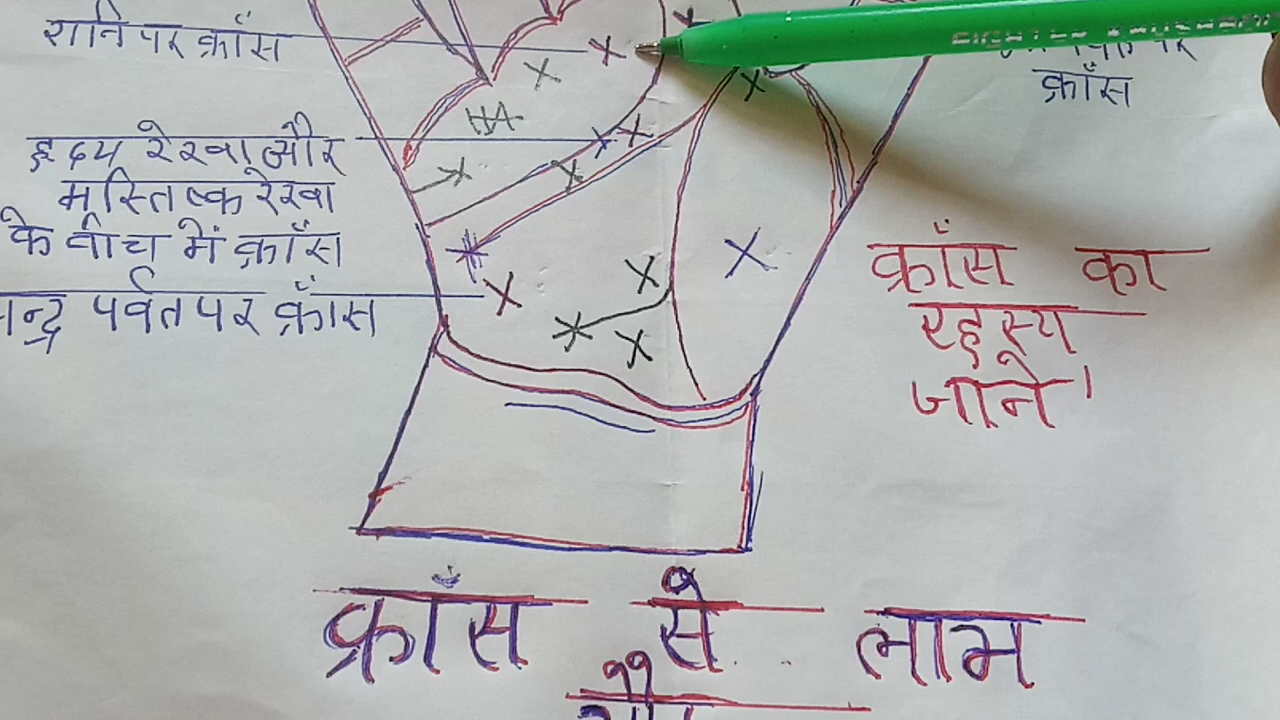 शनि पर क्रॉस
क्रॉस
हृदय रेखा और
मस्तिष्क रेखा
के बीच में क्रॉस
पर्वत पर क्रॉस
क्रॉस का
रहस्य
जाने।
क्रॉस से लाभ